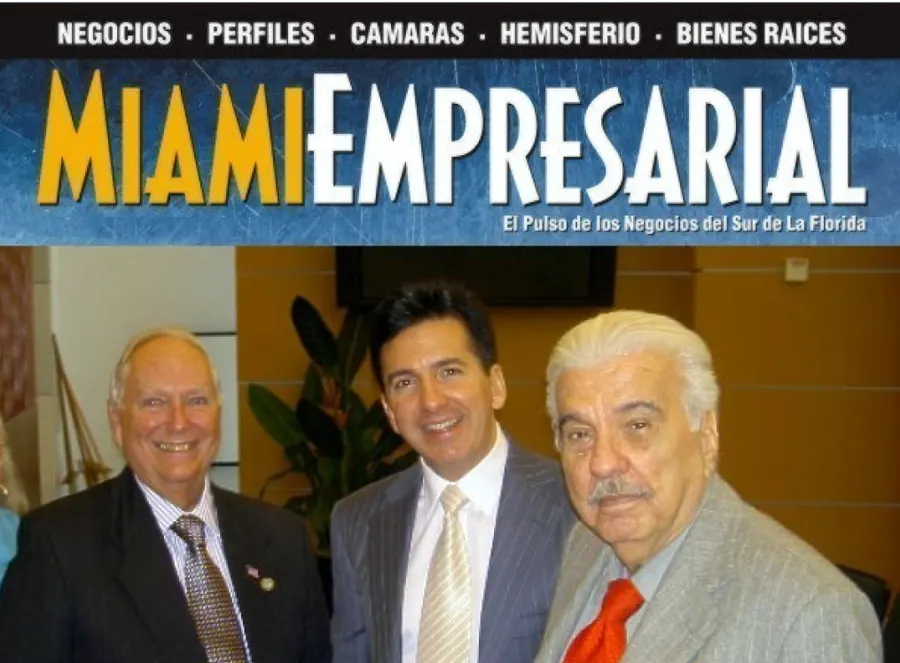 NEGOCIOS · PERFILES · CAMARAS · HEMISFERIO · BIENES RAICES
MIAMIEMPRESARIAL
El Pulso de los Negocios del Sur de La Florida